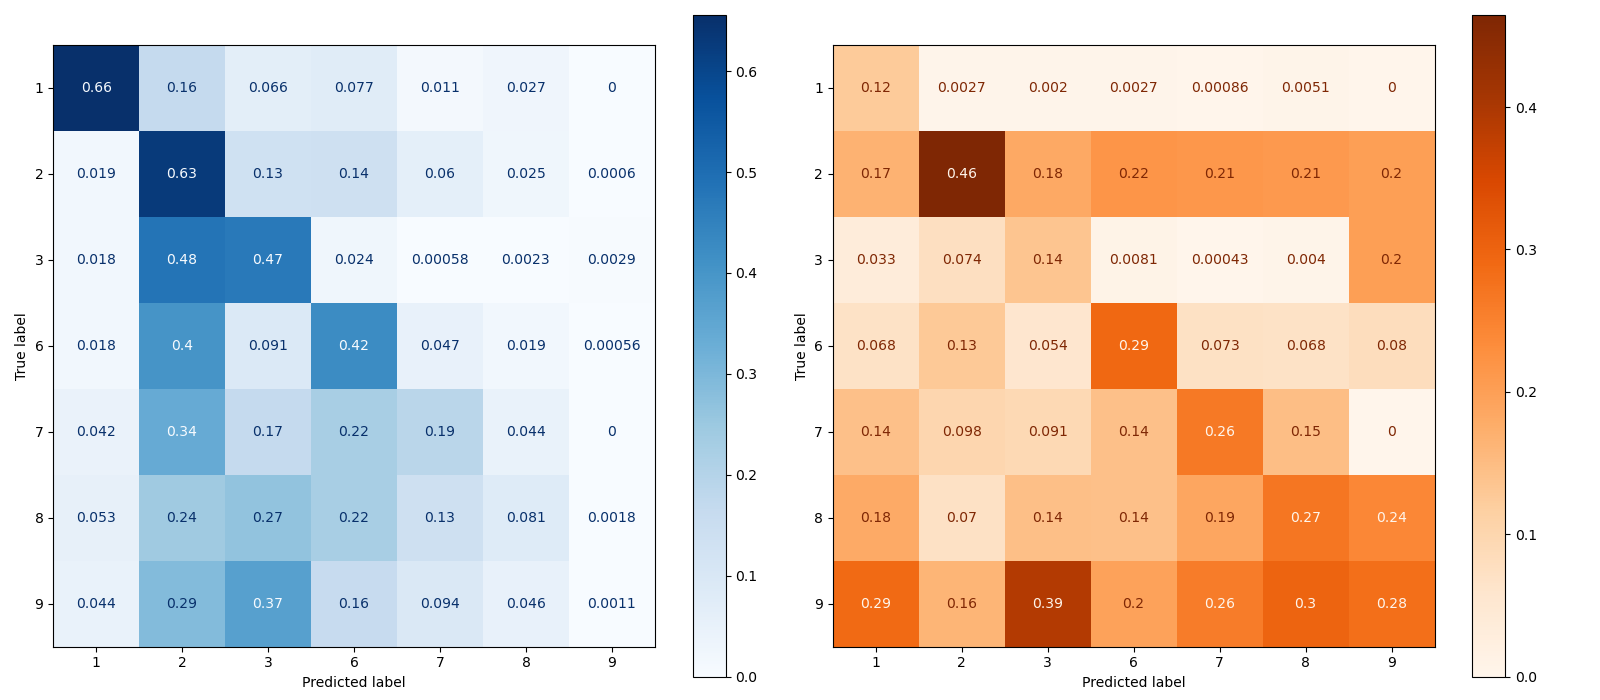 1 0.66 0.16 0.066 0.077 0.011 0.027 0
2 0.019 0.63 0.13 0.14 0.06 0.025 0.0006
3 0.018 0.48 0.47 0.024 0.00058 0.0023 0.0029
6 0.018 0.4 0.091 0.42 0.047 0.019 0.00056
7 0.042 0.34 0.17 0.22 0.19 0.044 0
8 0.053 0.24 0.27 0.22 0.13 0.081 0.0018
9 0.044 0.29 0.37 0.16 0.094 0.046 0.0011
1 2 3 6 7 8 9
Predicted label
True label
0.6
0.5
0.4
0.3
0.2
0.1
0.0
1 0.12 0.0027 0.002 0.0027 0.00086 0.0051 0
2 0.17 0.46 0.18 0.22 0.21 0.21 0.2
3 0.033 0.074 0.14 0.0081 0.00043 0.004 0.2
6 0.068 0.13 0.054 0.29 0.073 0.068 0.08
7 0.14 0.098 0.091 0.14 0.26 0.15 0
8 0.18 0.07 0.14 0.14 0.19 0.27 0.24
9 0.29 0.16 0.39 0.2 0.26 0.3 0.28
1 2 3 6 7 8 9
Predicted label
True label
0.4
0.3
0.2
0.1
0.0